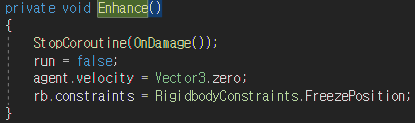 private void Enhance()
{
StopCoroutine(OnDamage());
run = false;
agent.velocity = Vector3.zero;
rb.constraints = RigidbodyConstraints.FreezePosition;
}